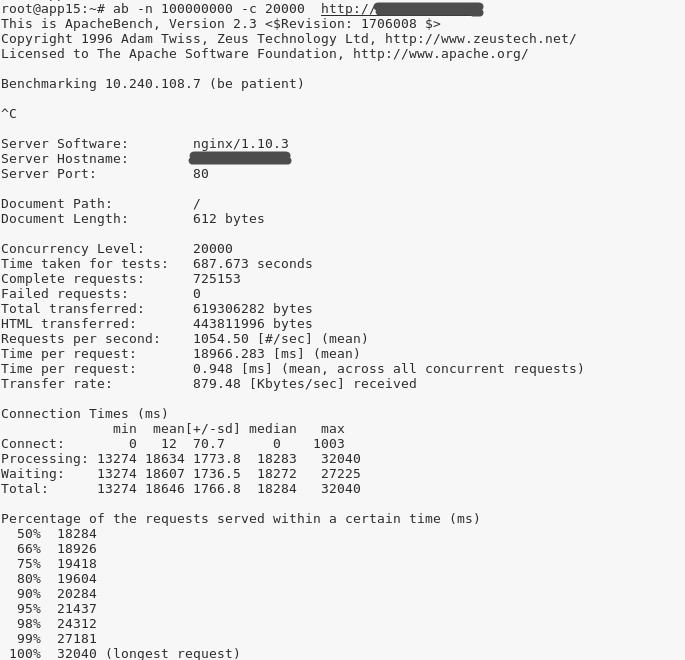 root@app15:~# ab -n 100000000 -c 20000  http://
This is ApacheBench, Version 2.3 <$Revision: 1706008 $>
Copyright 1996 Adam Twiss, Zeus Technology Ltd, http://www.zeustech.net/
Licensed to The Apache Software Foundation, http://www.apache.org/

Benchmarking 10.240.108.7 (be patient)

^C

Server Software:        nginx/1.10.3
Server Hostname:
Server Port:            80

Document Path:          /
Document Length:        612 bytes

Concurrency Level:      20000
Time taken for tests:   687.673 seconds
Complete requests:      725153
Failed requests:        0
Total transferred:      619306282 bytes
HTML transferred:       443811996 bytes
Requests per second:    1054.50 [#/sec] (mean)
Time per request:       18966.283 [ms] (mean)
Time per request:       0.948 [ms] (mean, across all concurrent requests)
Transfer rate:          879.48 [Kbytes/sec] received

Connection Times (ms)
              min  mean[+/-sd] median   max
Connect:        0   12  70.7      0    1003
Processing: 13274 18634 1773.8  18283   32040
Waiting:    13274 18607 1736.5  18272   27225
Total:      13274 18646 1766.8  18284   32040

Percentage of the requests served within a certain time (ms)
  50%  18284
  66%  18926
  75%  19418
  80%  19604
  90%  20284
  95%  21437
  98%  24312
  99%  27181
 100%  32040 (longest request)